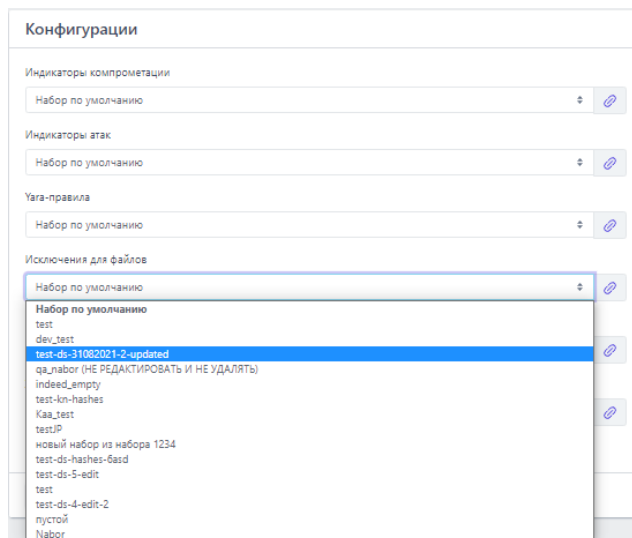 Конфигурации
Индикаторы компрометации
Набор по умолчанию
Индикаторы атак
Набор по умолчанию
Yara-правила
Набор по умолчанию
Исключения для файлов
Набор по умолчанию
Набор по умолчанию
test
dev_test
test-ds-31082021-2-updated
qa_nabor (НЕ РЕДАКТИРОВАТЬ И НЕ УДАЛЯТЬ)
indeed_empty
test-kn-hashes
Kaa_test
testJP
новый набор из набора 1234
test-ds-hashes-6asd
test-ds-5-edit
test
test-ds-4-edit-2
пустой
Nabor